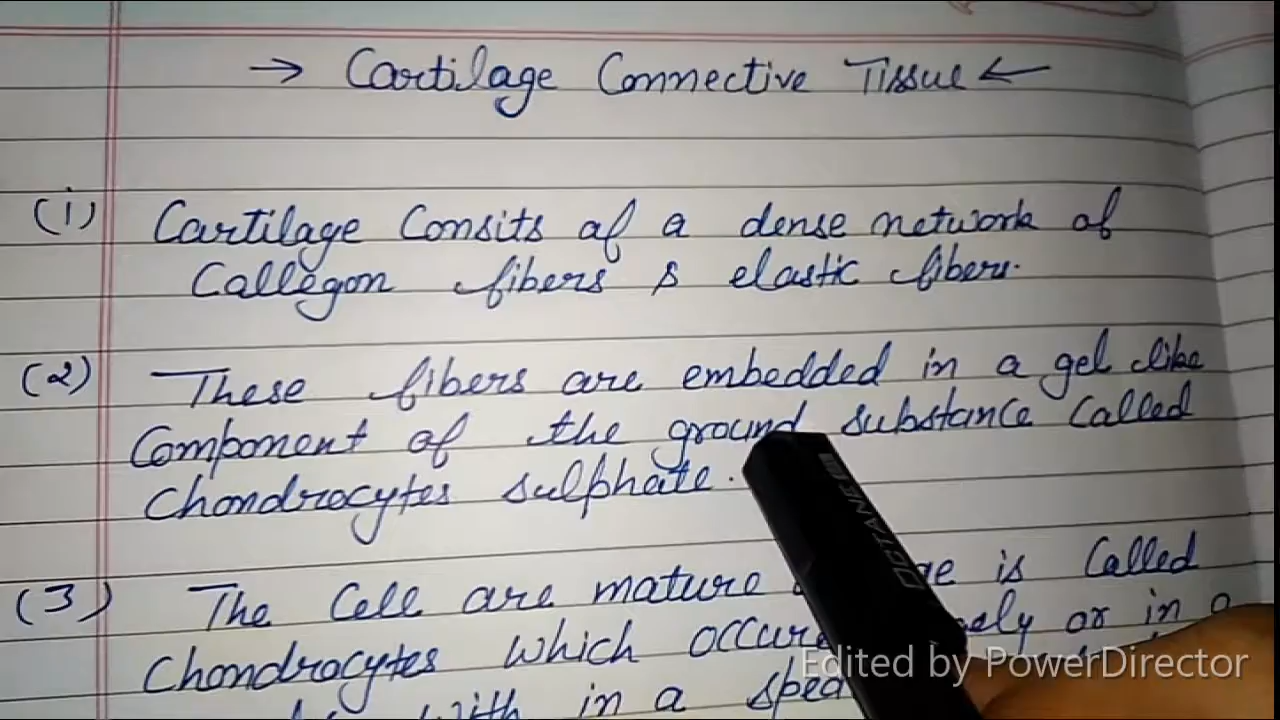 → Cartilage Connective Tissue ←
(i) Cartilage Consits of a dense network of
Callegon fibers & elastic fibers.
(2) These fibers are embedded in a gel like
Component of the ground substance Called
Chondrocytes sulphate.
(3) The Cell are mature is Called
Chondrocytes which occure or in a
with in a
OCTANE
Edited by PowerDirector